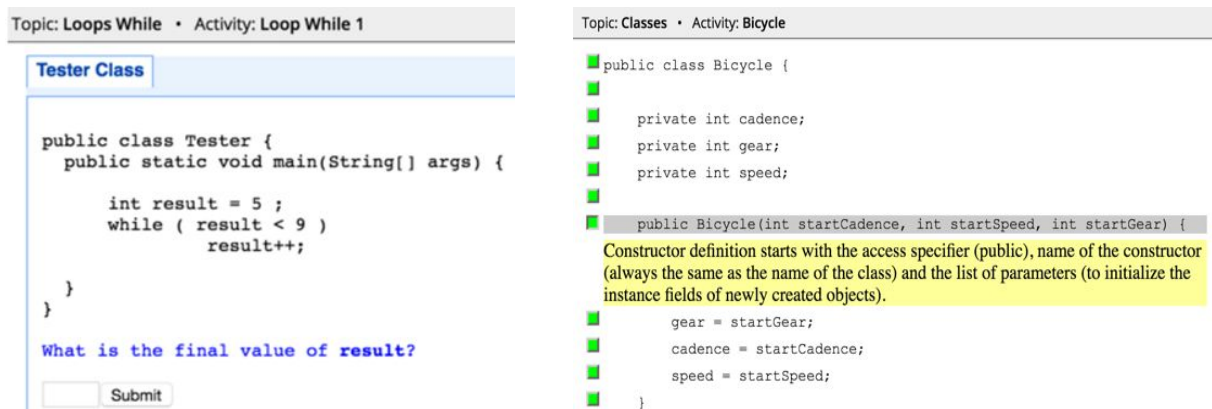 Topic: Loops While • Activity: Loop While 1
Tester Class
public class Tester {
public static void main(String[] args) {
int result = 5 ;
while ( result < 9 )
result++;
}
}
What is the final value of result?
Submit
Topic: Classes • Activity: Bicycle
public class Bicycle {
private int cadence;
private int gear;
private int speed;
public Bicycle(int startCadence, int startSpeed, int startGear) {
Constructor definition starts with the access specifier (public), name of the constructor
(always the same as the name of the class) and the list of parameters (to initialize the
instance fields of newly created objects).
gear = startGear;
cadence = startCadence;
speed = startSpeed;
}